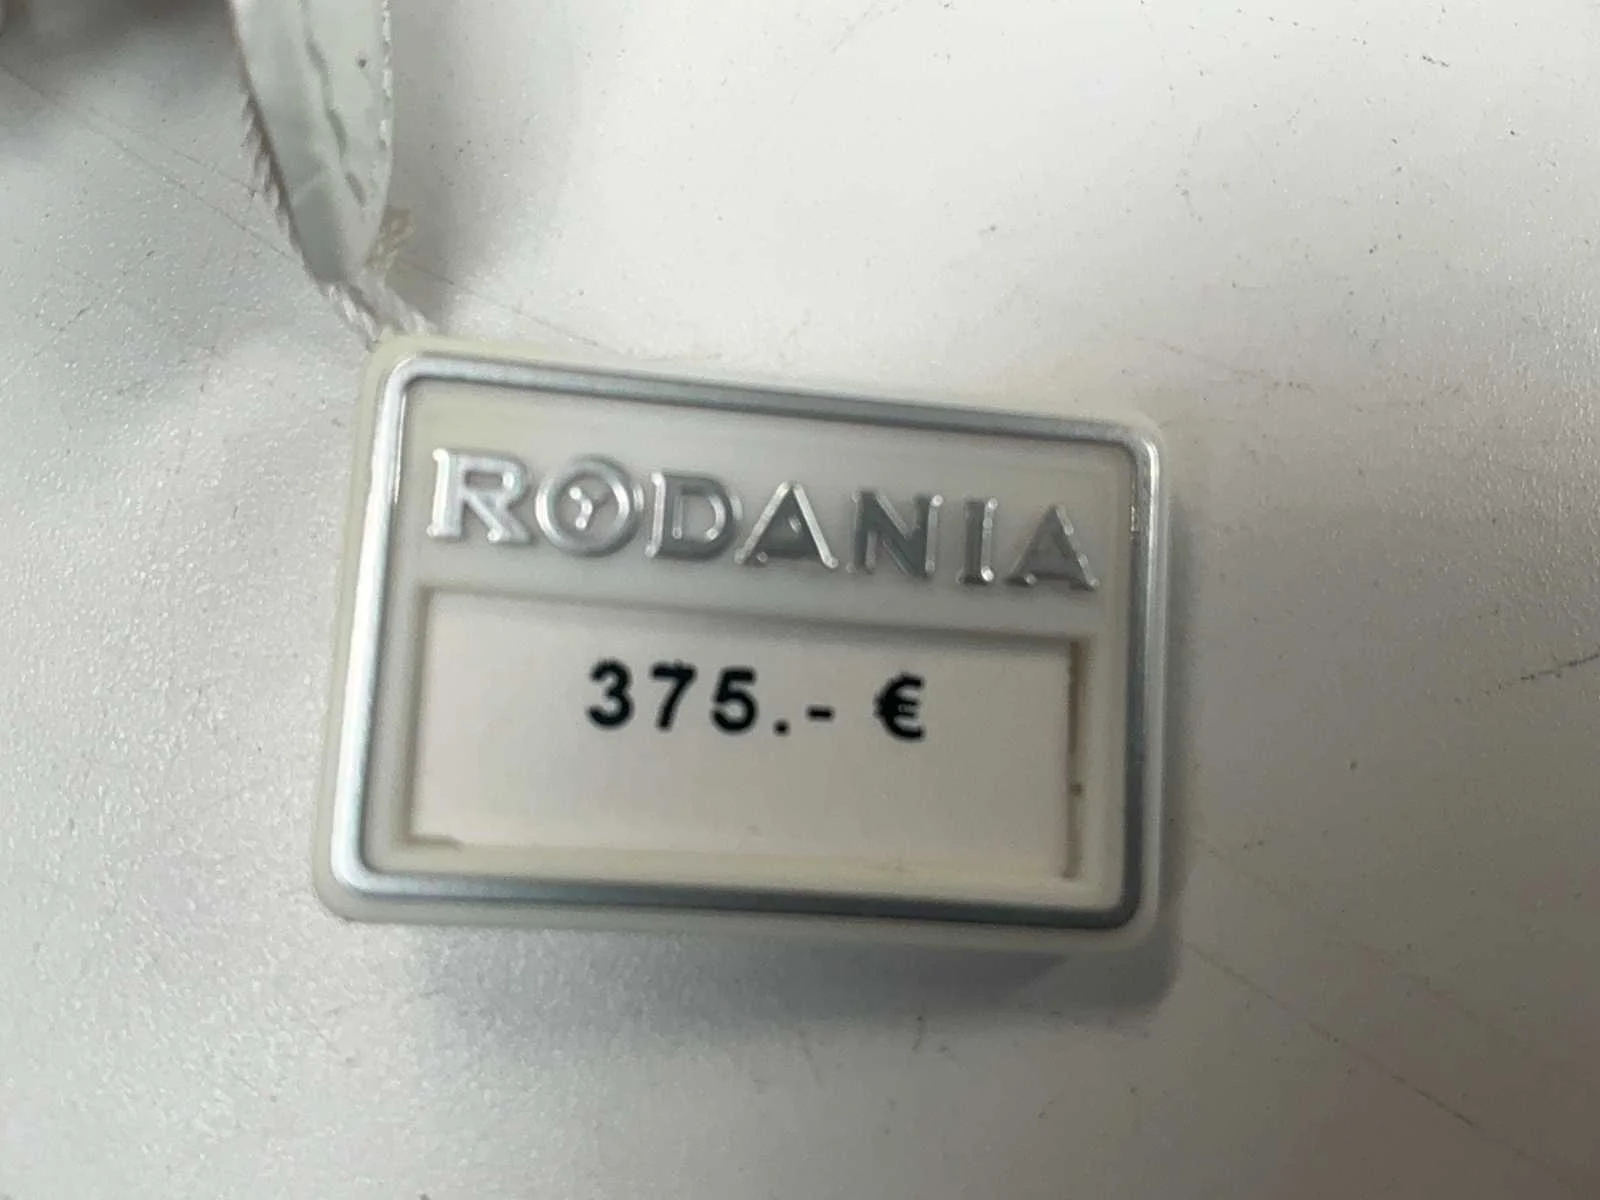 RODANIA
375.- €